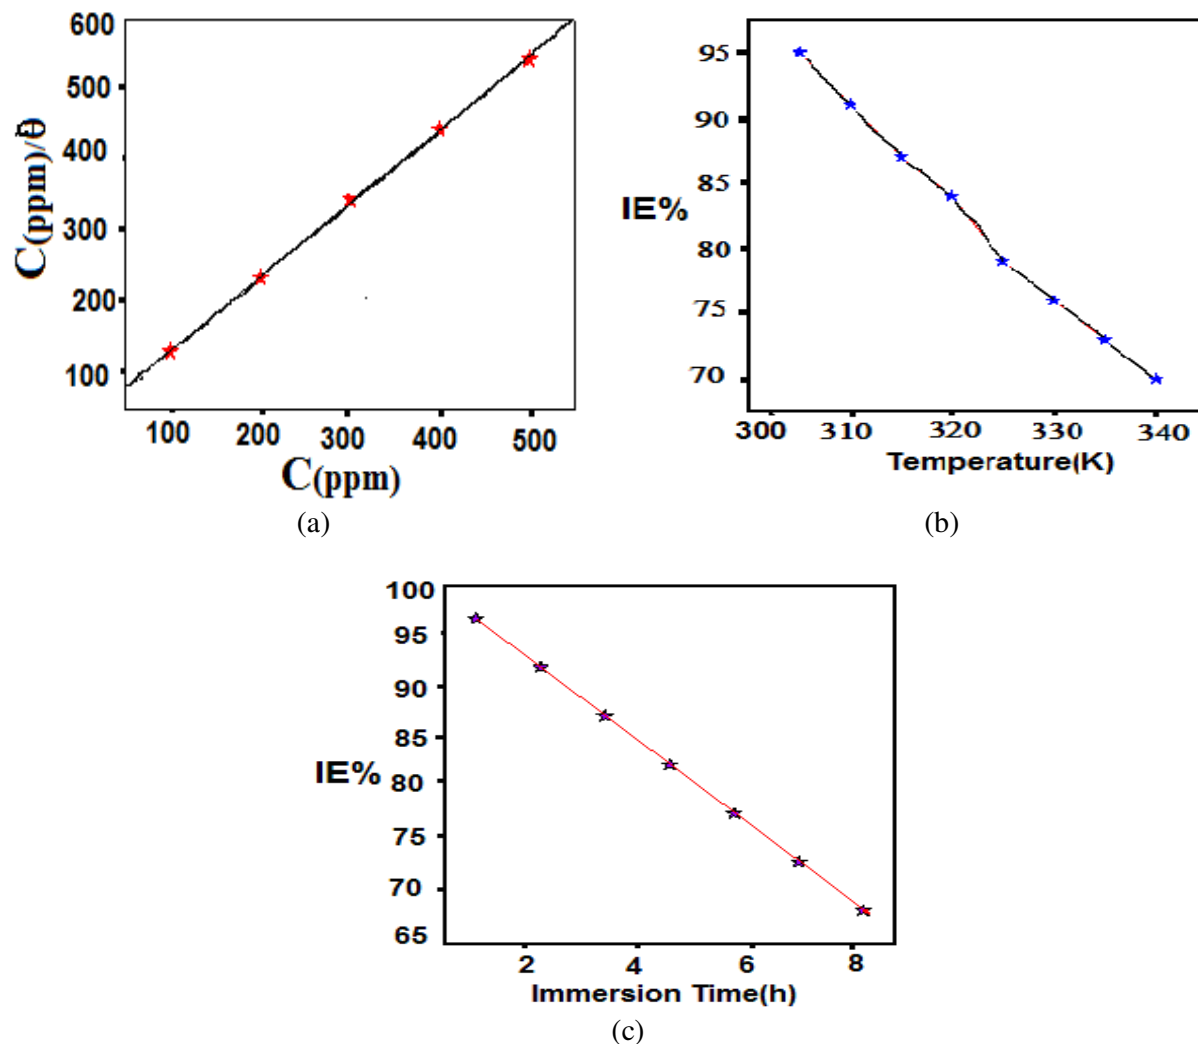 C(ppm)/θ
600
500
400
300
200
100
100 200 300 400 500
C(ppm)
(a)
IE%
95
90
85
80
75
70
300 310 320 330 340
Temperature(K)
(b)
IE%
100
95
90
85
80
75
70
65
2 4 6 8
Immersion Time(h)
(c)